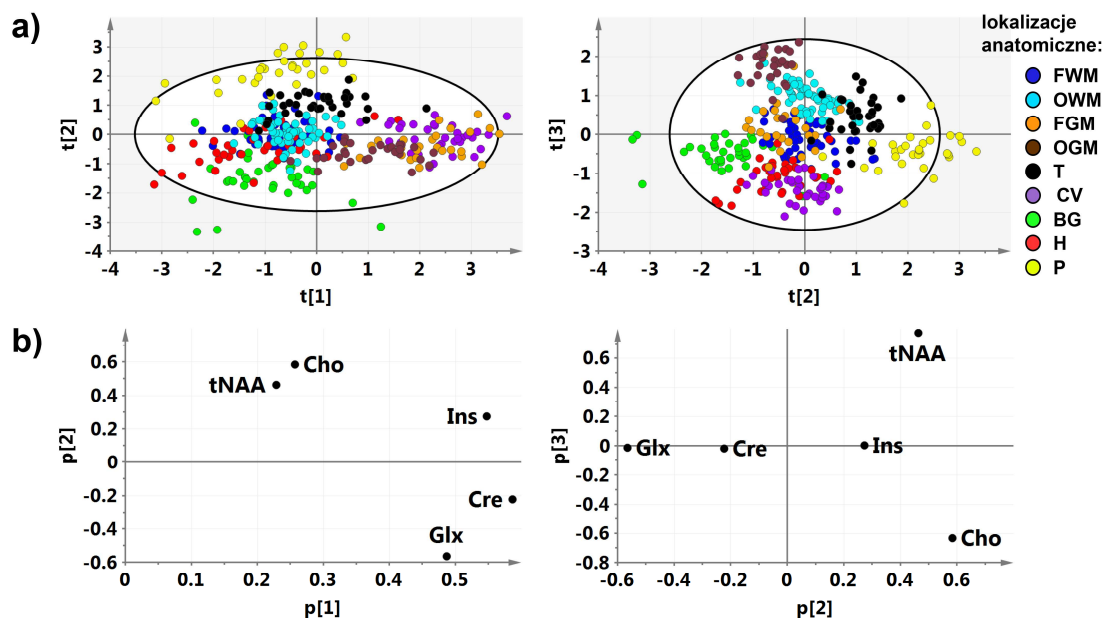 a)
3
2
1
0
-1
-2
-3
-4
t[2]
-4 -3 -2 -1 0 1 2 3
t[1]
2
1
0
-1
-2
-3
t[3]
-4 -3 -2 -1 0 1 2 3
t[2]
lokalizacje
anatomiczne:
FWM
OWM
FGM
OGM
T
CV
BG
H
P
b)
0.6
0.4
0.2
0
-0.2
-0.4
-0.6
p[2]
tNAA
Cho
Ins
Cre
Glx
0 0.1 0.2 0.3 0.4 0.5
p[1]
0.6
0.4
0.2
0
-0.2
-0.4
-0.6
-0.8
p[3]
tNAA
Glx
Cre
Ins
Cho
-0.6 -0.4 -0.2 0 0.2 0.4 0.6
p[2]